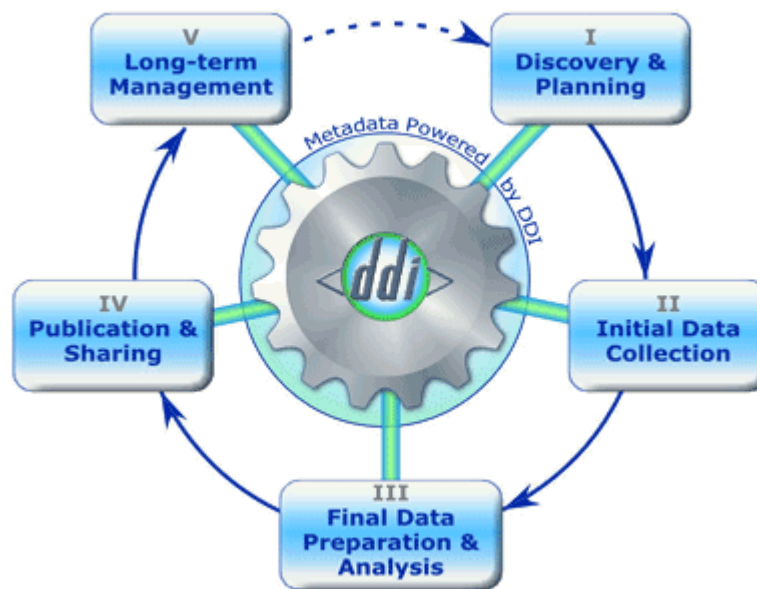 V
Long-term
Management
I
Discovery &
Planning
Metadata Powered by DDI
ddi
IV
Publication &
Sharing
II
Initial Data
Collection
III
Final Data
Preparation &
Analysis